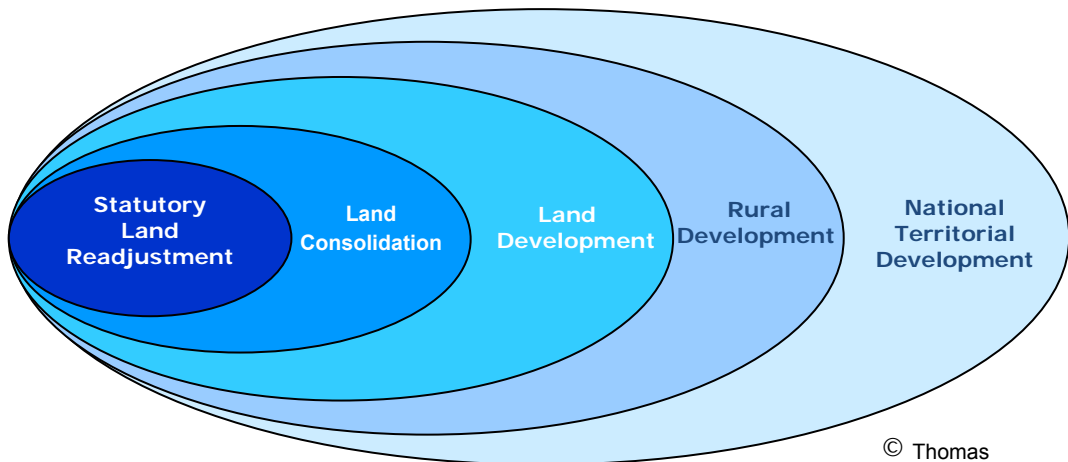 Statutory
Land
Readjustment
Land
Consolidation
Land
Development
Rural
Development
National
Territorial
Development
© Thomas